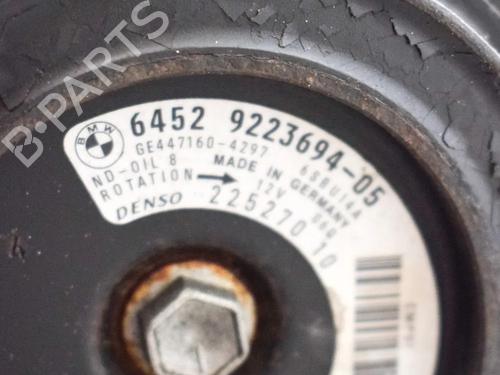 B-PARTS
BMW
6452 9223694-05
GE447160-4297 6SBU14A
ND-OIL 8 MADE IN GERMANY
ROTATION 12V
DENSO 22527010